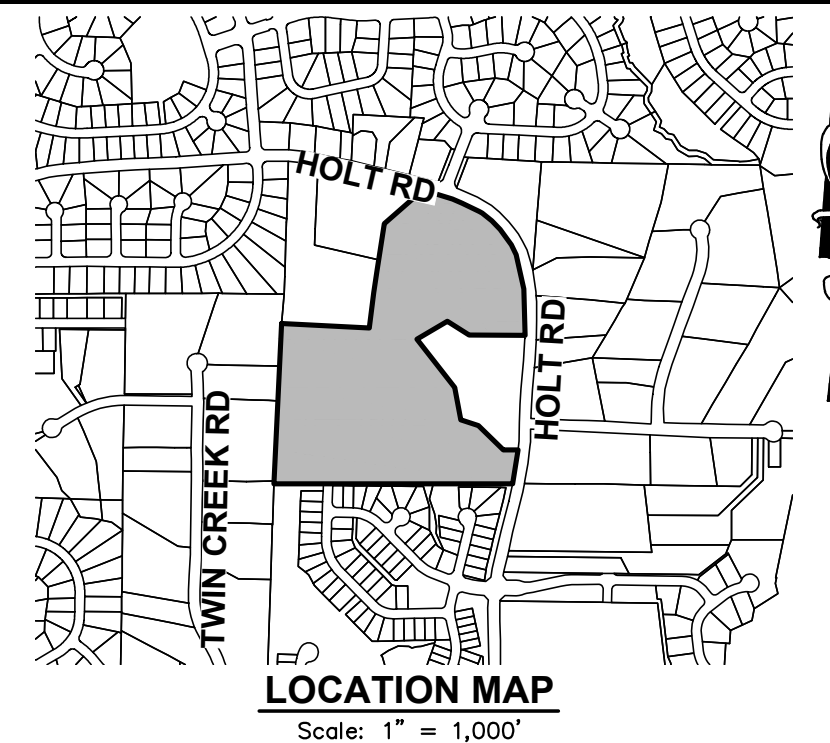 HOLT RD
HOLT RD
TWIN CREEK RD
LOCATION MAP
Scale: 1" = 1,000'